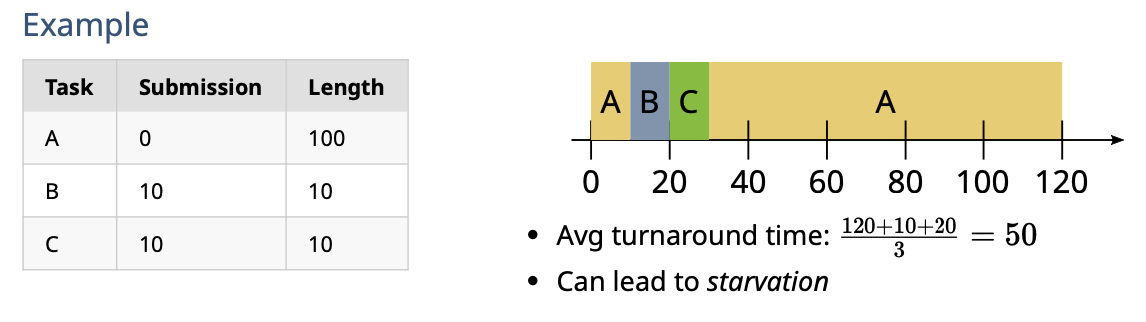 Example
Task Submission Length
A 0 100
B 10 10
C 10 10
A B C A
0 20 40 60 80 100 120
• Avg turnaround time: \frac{120+10+20}{3} = 50
• Can lead to starvation